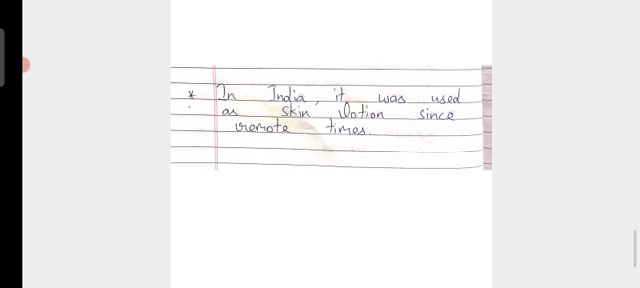 * In India, it was used
as skin lotion since
remote times.